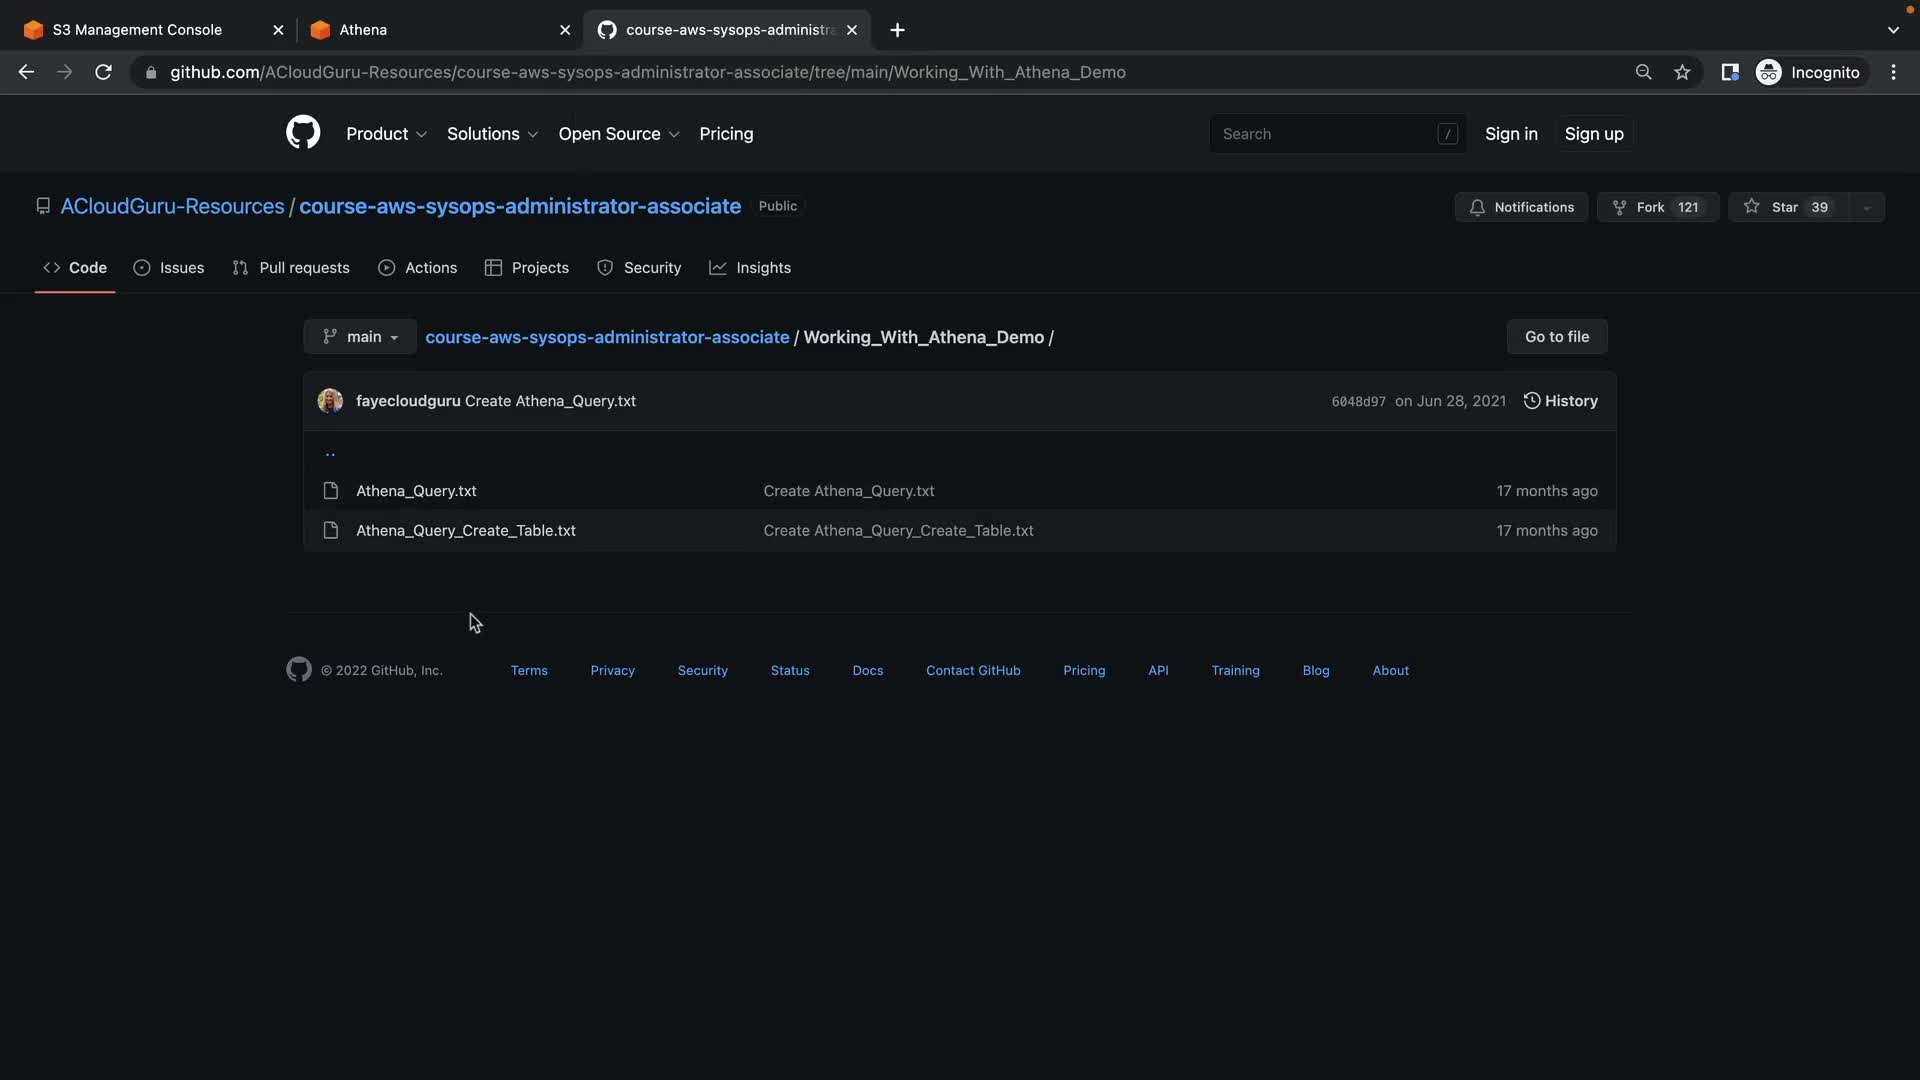 S3 Management Console
Athena
course-aws-sysops-administra
github.com/ACloudGuru-Resources/course-aws-sysops-administrator-associate/tree/main/Working_With_Athena_Demo
Incognito
Product Solutions Open Source Pricing
Search /
Sign in Sign up
ACloudGuru-Resources / course-aws-sysops-administrator-associate Public
Notifications Fork 121 Star 39
Code Issues Pull requests Actions Projects Security Insights
main course-aws-sysops-administrator-associate / Working_With_Athena_Demo / Go to file
fayecloudguru Create Athena_Query.txt 6048d97 on Jun 28, 2021 History
..
Athena_Query.txt Create Athena_Query.txt 17 months ago
Athena_Query_Create_Table.txt Create Athena_Query_Create_Table.txt 17 months ago
© 2022 GitHub, Inc. Terms Privacy Security Status Docs Contact GitHub Pricing API Training Blog About